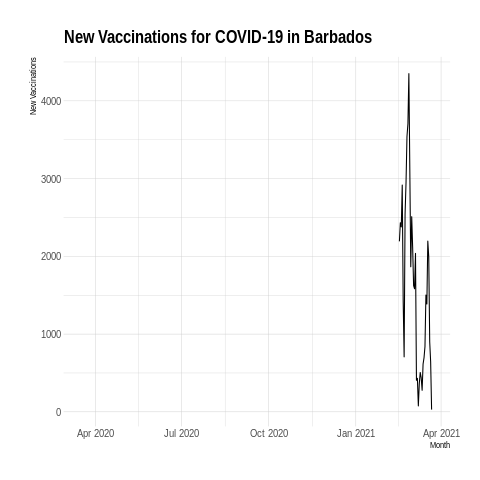 New Vaccinations for COVID-19 in Barbados
New Vaccinations
4000
3000
2000
1000
0
Apr 2020 Jul 2020 Oct 2020 Jan 2021 Apr 2021
Month